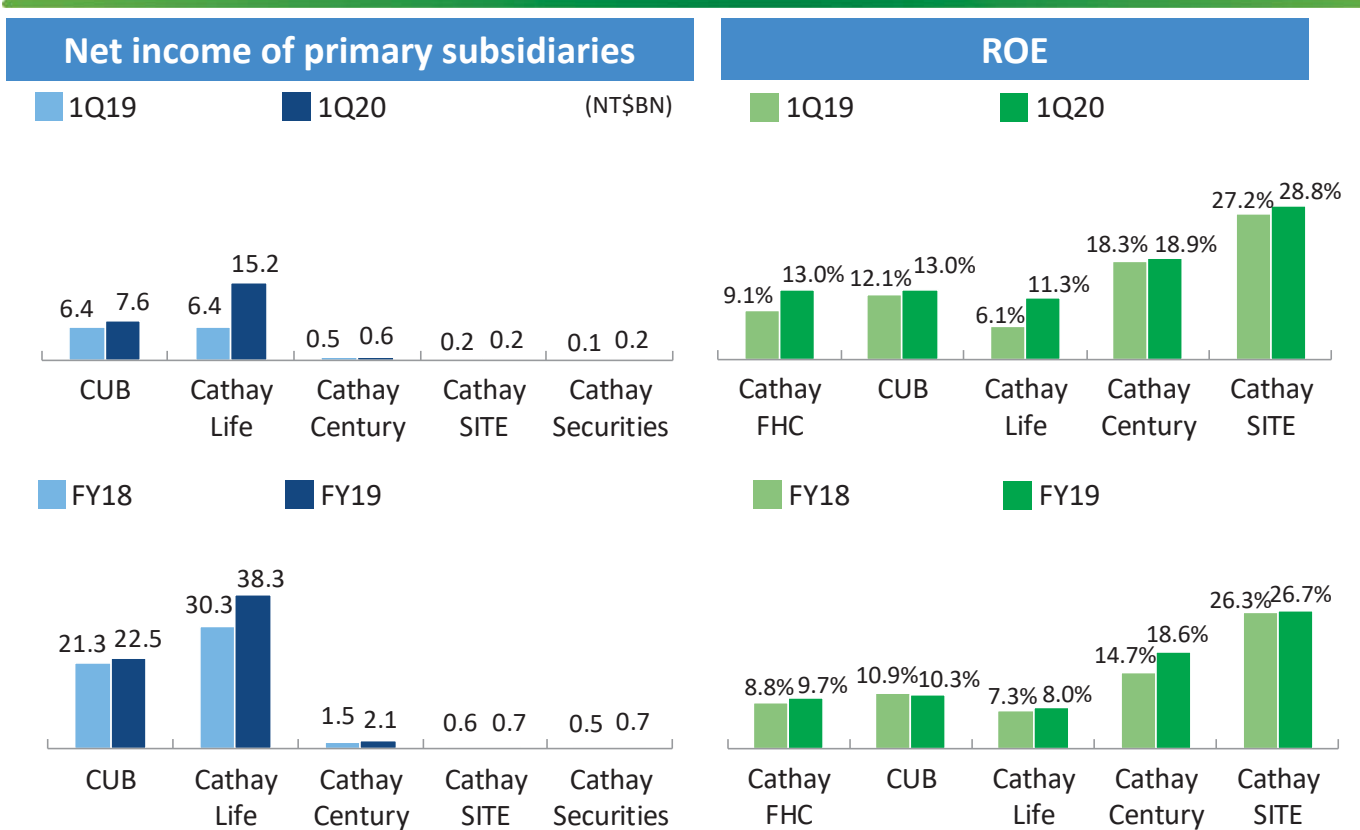 Net income of primary subsidiaries
1Q19 1Q20 (NT$BN)
6.4 7.6 6.4 15.2 0.5 0.6 0.2 0.2 0.1 0.2
CUB Cathay Cathay Cathay Cathay
Life Century SITE Securities
FY18 FY19
21.3 22.5 30.3 38.3 1.5 2.1 0.6 0.7 0.5 0.7
CUB Cathay Cathay Cathay Cathay
Life Century SITE Securities
ROE
1Q19 1Q20
9.1% 13.0% 12.1% 13.0% 6.1% 11.3% 18.3% 18.9% 27.2% 28.8%
Cathay CUB Cathay Cathay Cathay
FHC Life Century SITE
FY18 FY19
8.8% 9.7% 10.9% 10.3% 7.3% 8.0% 14.7% 18.6% 26.3% 26.7%
Cathay CUB Cathay Cathay Cathay
FHC Life Century SITE